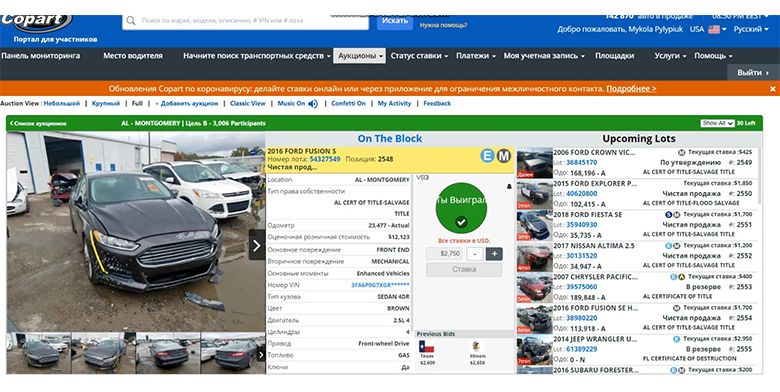 Copart
Портал для участников
Поиск по марке, модели, описанию, # VIN или # лота
Искать
Нужна помощь?
142 870 авто в продаже
08:50 PM EEST
Добро пожаловать, Mykola Pylypiuk USA Русский
Панель мониторинга Место водителя Начните поиск транспортных средств Аукционы Статус ставки Платежи Моя учетная запись Площадки Услуги Помощь
Выйти
Обновления Copart по коронавирусу: делайте ставки онлайн или через приложение для ограничения межличностного контакта. Подробнее > ×
Auction View : Небольшой | Крупный | Full | + Добавить аукцион | Classic View | Music On | Confetti On | My Activity | Feedback
Список аукционов
AL - MONTGOMERY | Цель B - 3,006 Participants
Show All 30 Left
On The Block
2016 FORD FUSION S
Номер лота: 54327549 Позиция: 2548
Чистая прод...
E M
Location AL - MONTGOMERY
Тип права собственности
AL CERT OF TITLE-SALVAGE
TITLE
Одометр 23,477 - Actual
Оценочная розничная стоимость $12,123
Основное повреждение FRONT END
Вторичное повреждение MECHANICAL
Основные моменты Enhanced Vehicles
Номер VIN 3FA6P0G7XGR******
Тип кузова SEDAN 4DR
Цвет BROWN
Двигатель 2.5L 4
Цилиндры 4
Привод Front-wheel Drive
Топливо GAS
Ключи Да
ты Выиграл
Все ставки в USD.
$2,750 - +
Ставка
Previous Bids
Texas
$2,600
Illinois
$2,650
Upcoming Lots
2006 FORD CROWN VIC... M Текущая ставка :$425
Lot : 36845170 По утверждению #: 2549
Одо: 168,196 - A AL CERT OF TITLE-SALVAGE TITLE
Далее
2015 FORD EXPLORER P... Текущая ставка :$1,850
Lot : 40620800 Чистая продажа #: 2550
Одо: 102,415 - A AL CERT OF TITLE-FLOOD SALVAGE
2min
2018 FORD FIESTA SE S M Текущая ставка :$1,700
Lot : 35940930 Чистая продажа #: 2551
Одо: 35,735 - A AL CERT OF TITLE-SALVAGE TITLE
3min
2017 NISSAN ALTIMA 2.5 E M Текущая ставка :$1,200
Lot : 30131520 Чистая продажа #: 2552
Одо: 34,947 - A AL CERT OF TITLE-SALVAGE TITLE
4min
2007 CHRYSLER PACIFIC... E A Текущая ставка :$400
Lot : 39575060 В резерве #: 2553
Одо: 189,848 - A AL CERTIFICATE OF TITLE
5min
2016 FORD FUSION SE H... M Текущая ставка :$1,700
Lot : 38980220 Чистая продажа #: 2554
Одо: 113,918 - A AL CERT OF TITLE-SALVAGE TITLE
6min
2014 JEEP WRANGLER U... E Текущая ставка :$2,950
Lot : 61389229 В резерве #: 2555
Одо: 0 - N FL CERTIFICATE OF DESTRUCTION
7min
2016 SUBARU FORESTER... M Текущая ставка :$200